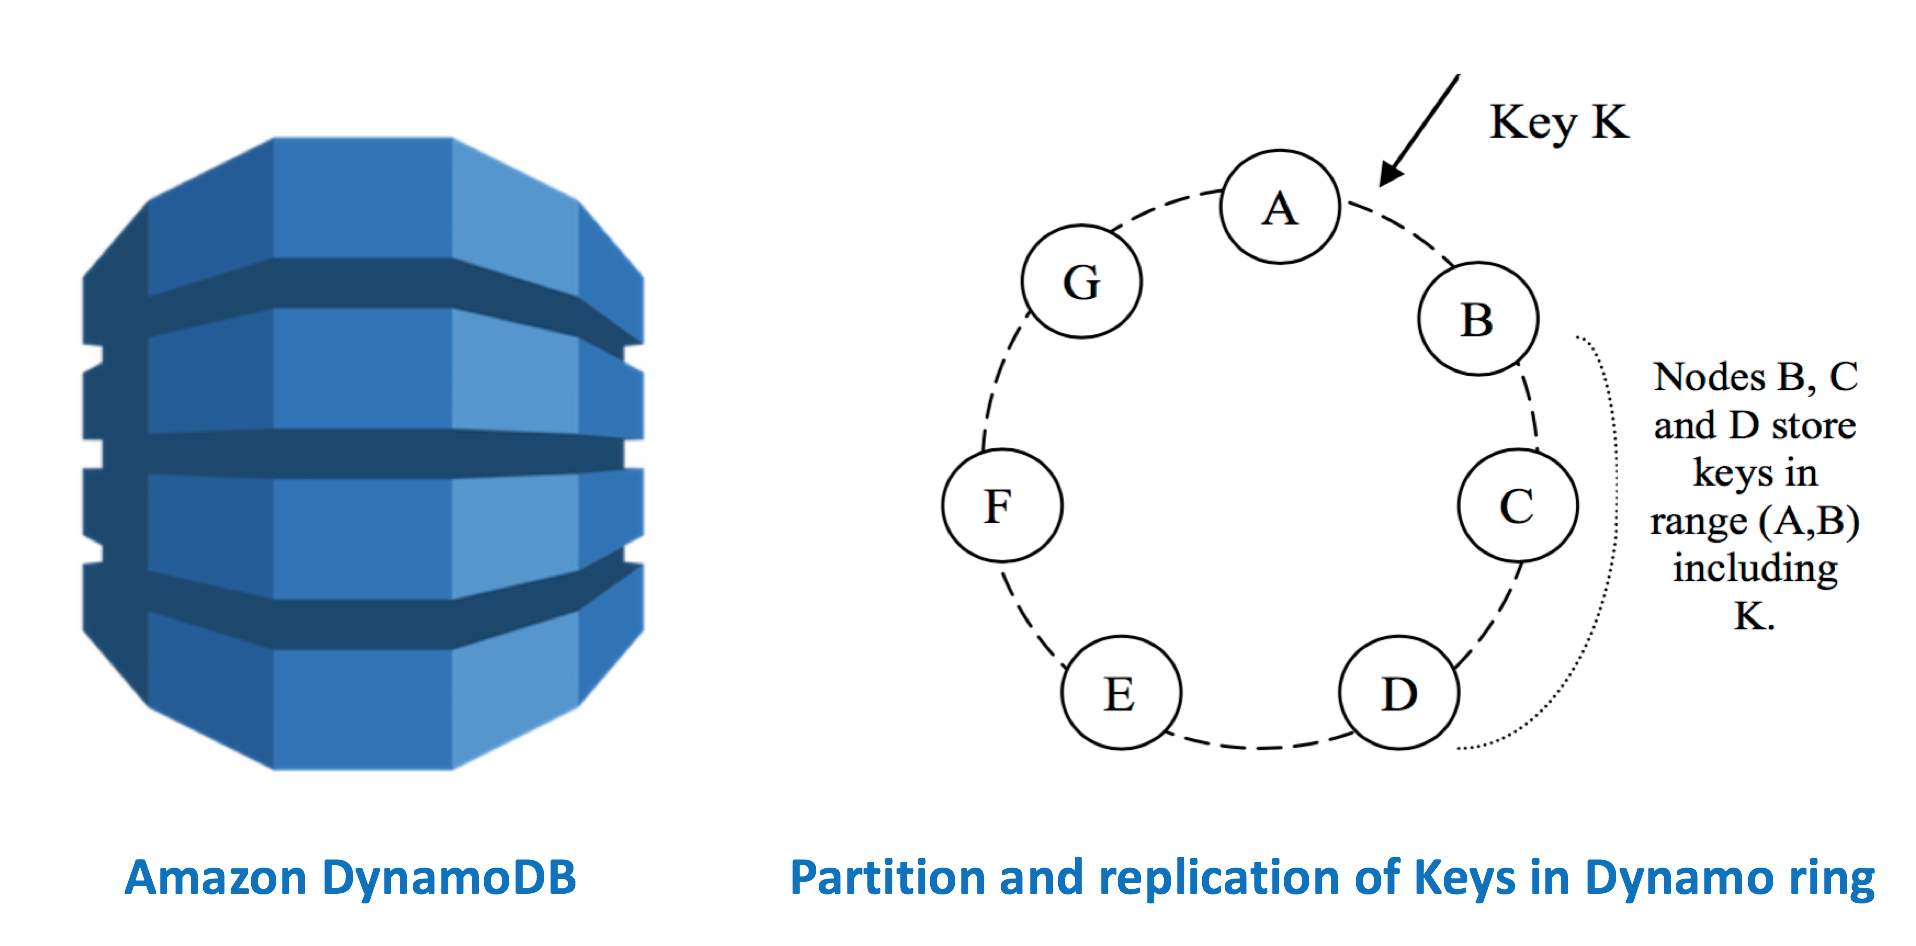 Key K
A
G
B
Nodes B, C
and D store
keys in
range (A,B)
including
K.
F
C
E
D
Amazon DynamoDB
Partition and replication of Keys in Dynamo ring